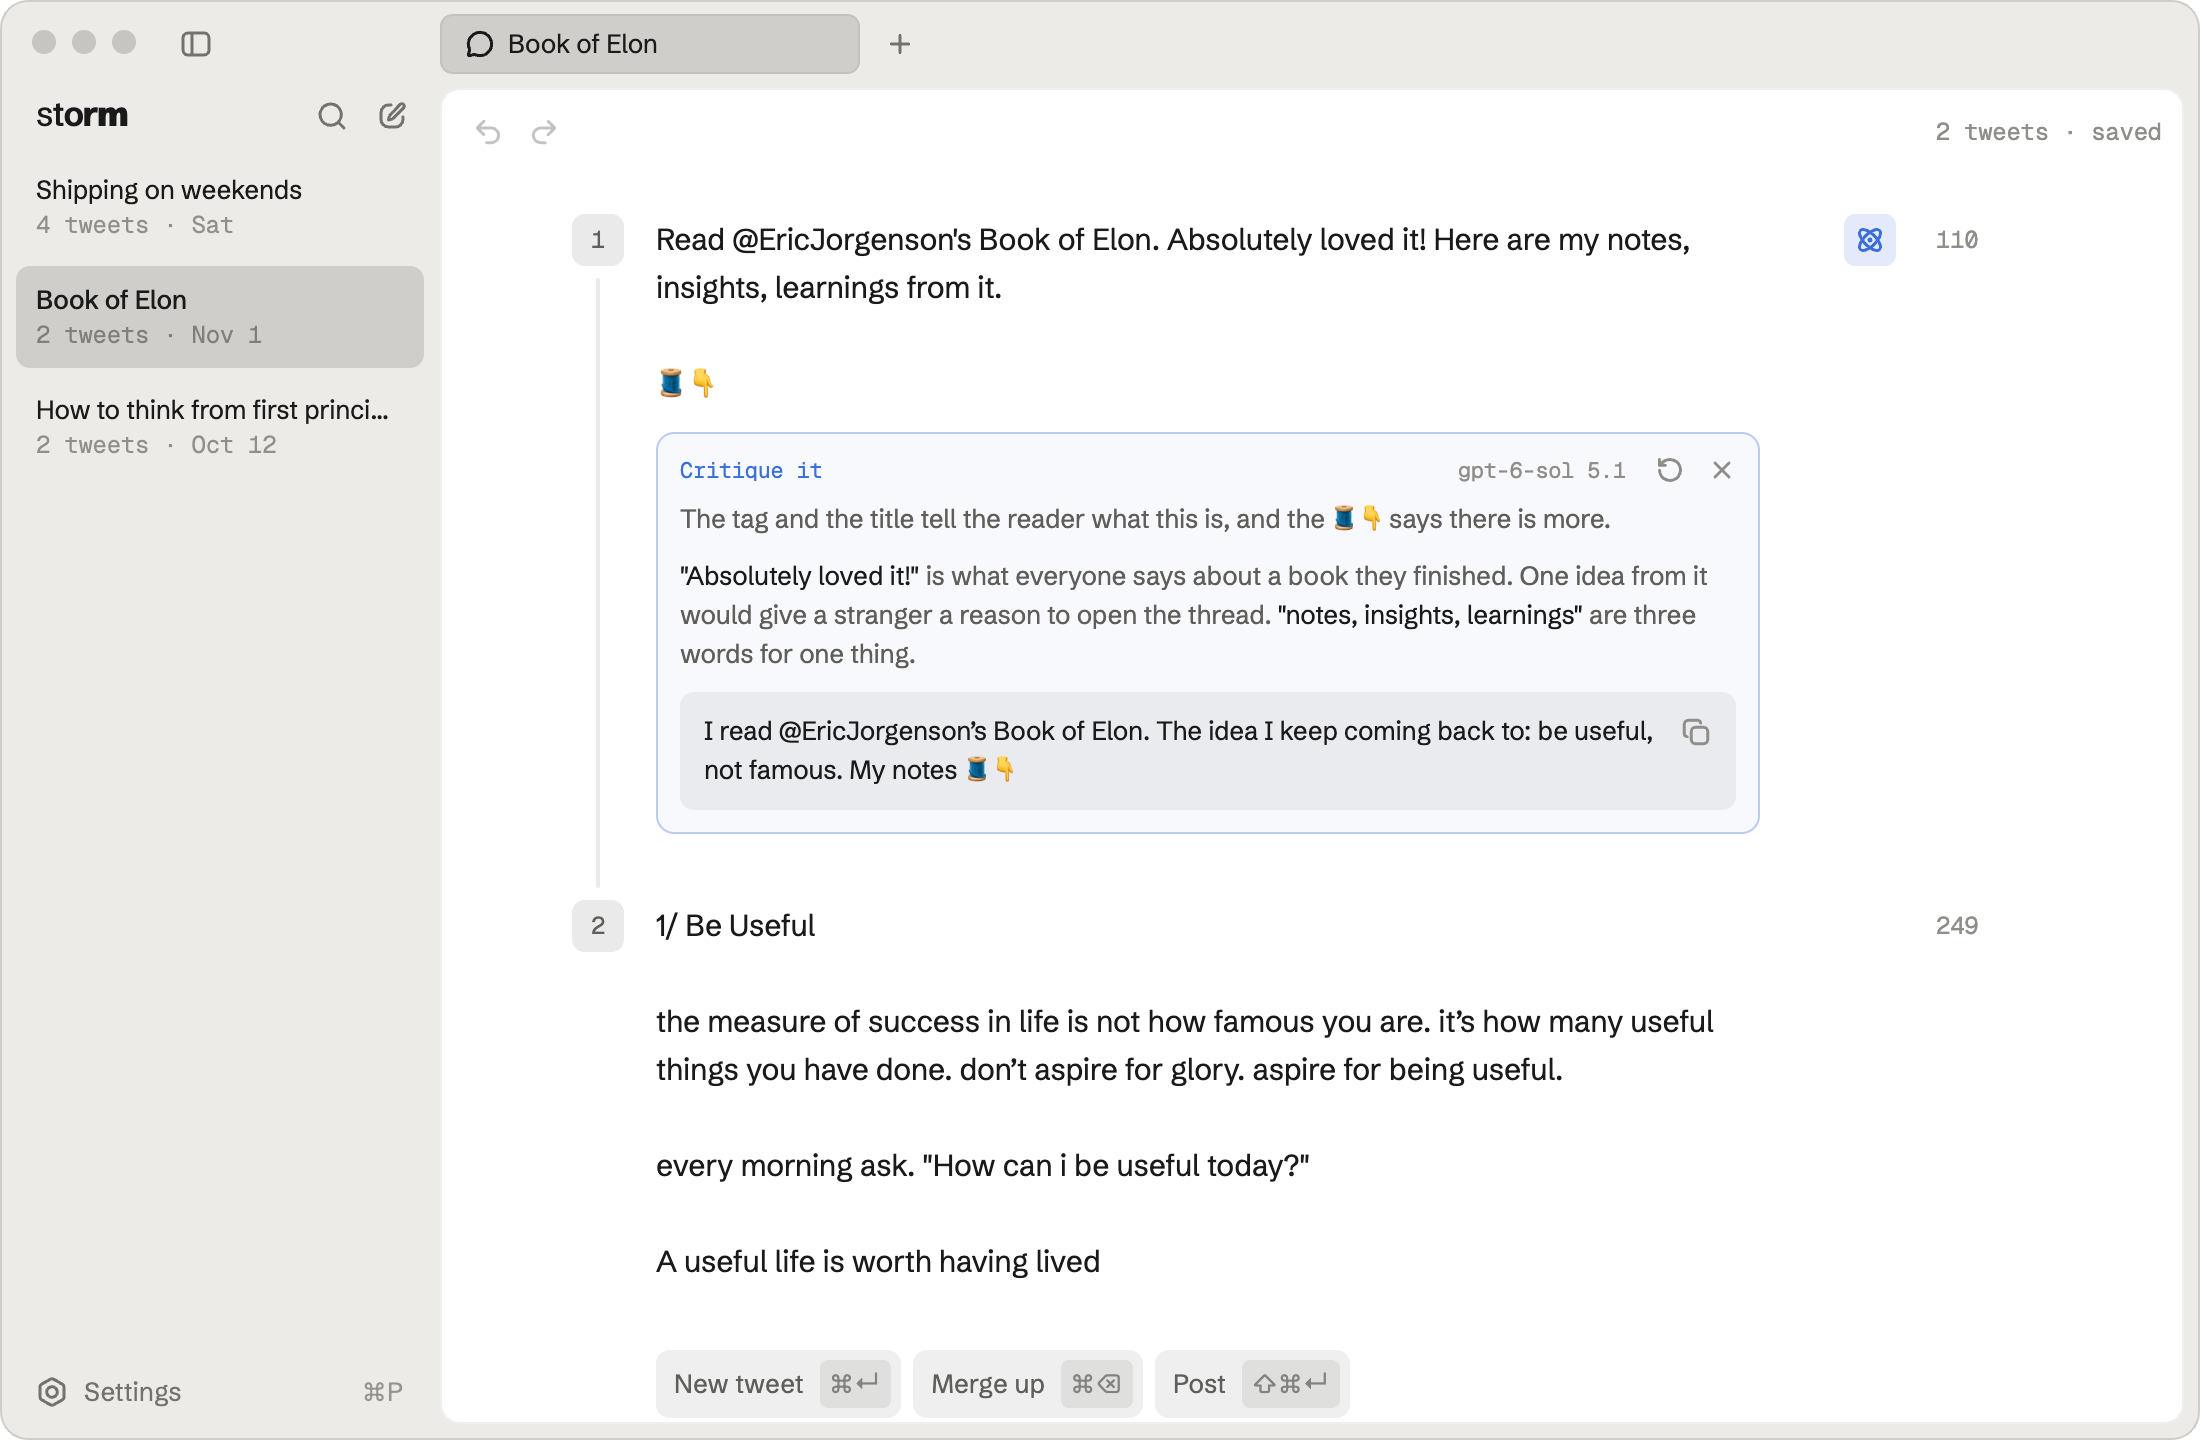 Book of Elon
storm
2 tweets · saved
Shipping on weekends
4 tweets · Sat
Book of Elon
2 tweets · Nov 1
How to think from first princi...
2 tweets · Oct 12
Settings ⌘P
1 Read @EricJorgenson's Book of Elon. Absolutely loved it! Here are my notes, 110
insights, learnings from it.
🧵👇
Critique it gpt-6-sol 5.1
The tag and the title tell the reader what this is, and the 🧵👇 says there is more.
"Absolutely loved it!" is what everyone says about a book they finished. One idea from it
would give a stranger a reason to open the thread. "notes, insights, learnings" are three
words for one thing.
I read @EricJorgenson’s Book of Elon. The idea I keep coming back to: be useful,
not famous. My notes 🧵👇
2 1/ Be Useful 249
the measure of success in life is not how famous you are. it’s how many useful
things you have done. don’t aspire for glory. aspire for being useful.
every morning ask. "How can i be useful today?"
A useful life is worth having lived
New tweet ⌘↵ Merge up ⌘⌫ Post ⇧⌘↵